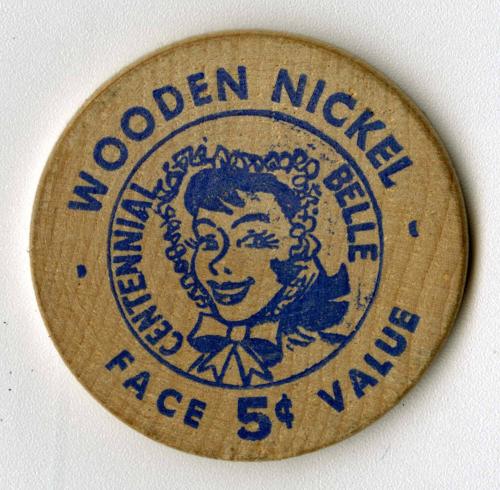 WOODEN NICKEL
CENTENNIAL BELLE
FACE 5¢ VALUE